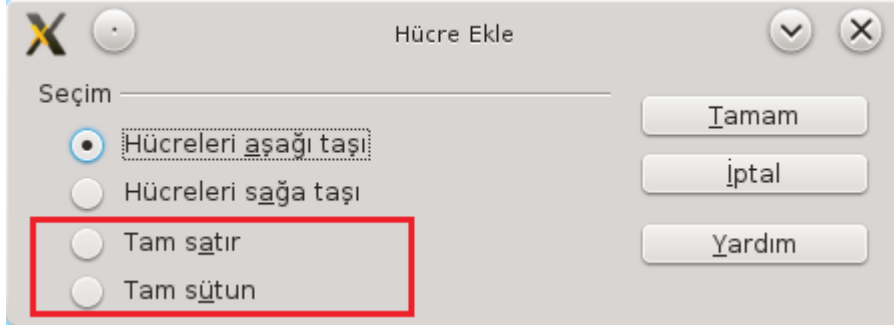 Hücre Ekle
Seçim
Hücreleri aşağı taşı
Hücreleri sağa taşı
Tam satır
Tam sütun
Tamam
İptal
Yardım